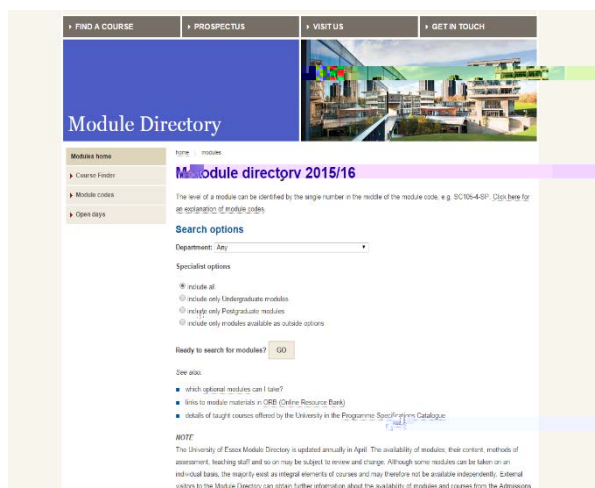 FIND A COURSE
PROSPECTUS
VISIT US
GET IN TOUCH
Module Directory
Modules home
Course Finder
Module codes
Open days
home modules
Module directory 2015/16
The level of a module can be identified by the single number in the middle of the module code, e.g. SC105-4-SP. Click here for
an explanation of module codes.
Search options
Department: Any
Specialist options
include all
include only Undergraduate modules
include only Postgraduate modules
include only modules available as outside options
Ready to search for modules? GO
See also:
which optional modules can I take?
links to module materials in ORB (Online Resource Bank)
details of taught courses offered by the University in the Programme Specifications Catalogue
NOTE
The University of Essex Module Directory is updated annually in April. The availability of modules, their content, methods of
assessment, teaching staff and so on may be subject to review and change. Although some modules can be taken on an
individual basis, the majority exist as integral elements of courses and may therefore not be available independently. External
visitors to the Module Directory can obtain further information about the availability of modules and courses from the Admissions